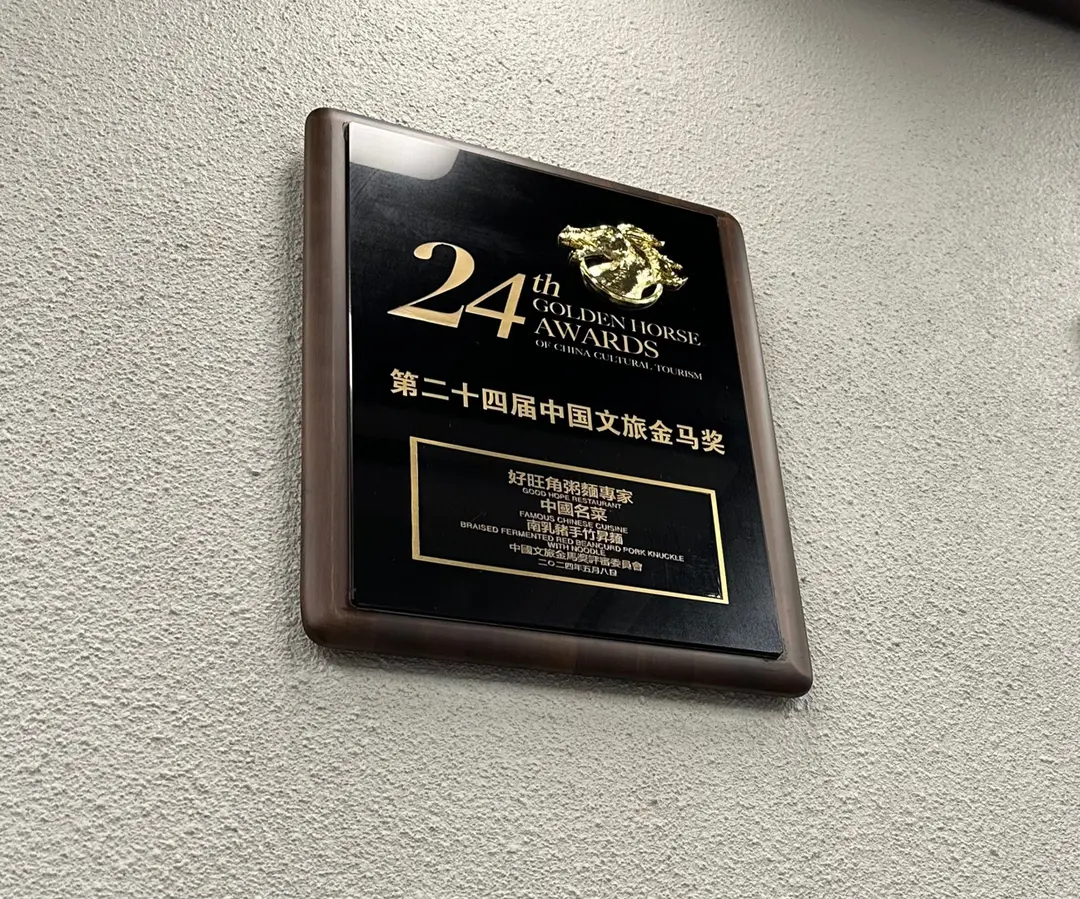 24th
GOLDEN HORSE
AWARDS
OF CHINA CULTURAL TOURISM
第二十四届中国文旅金马奖
好旺角粥麵專家
GOOD HOPE RESTAURANT
中國名菜
FAMOUS CHINESE CUISINE
南乳豬手竹昇麵
BRAISED FERMENTED RED BEANCURD PORK KNUCKLE
WITH NOODLE
中國文旅金馬獎評審委員會
二〇二四年五月八日